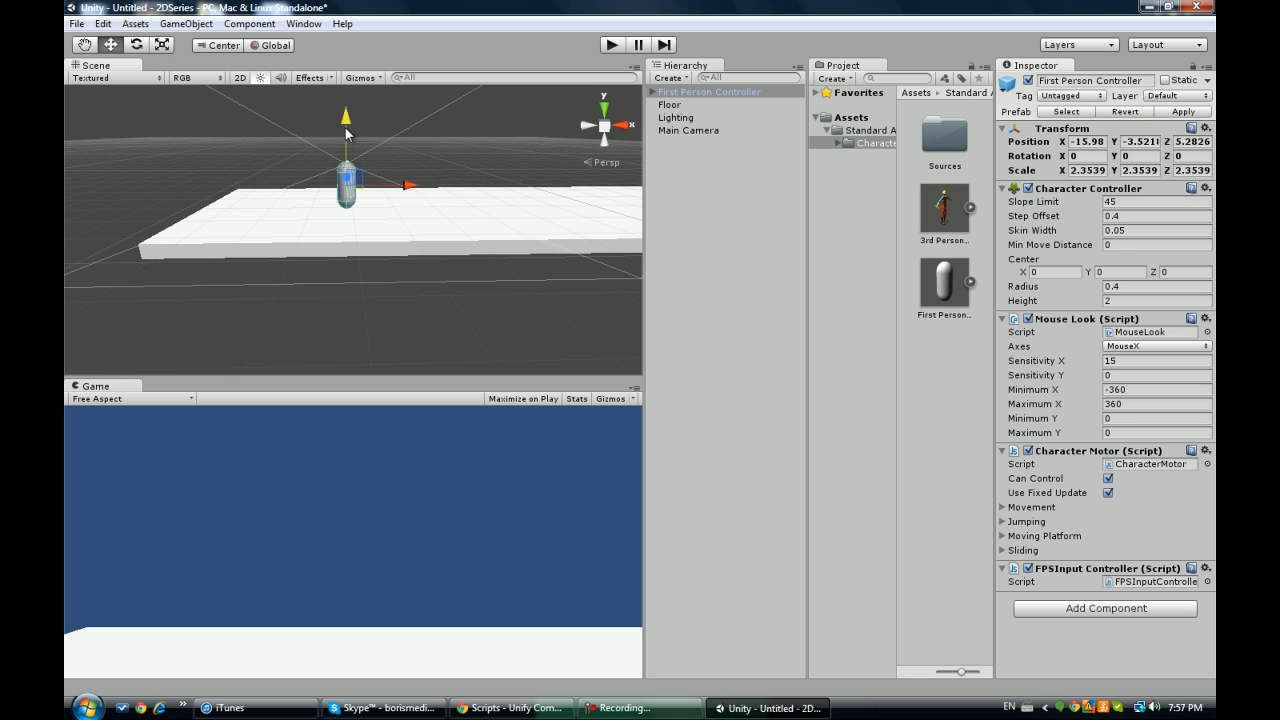 Unity - Untitled - 2DSeries - PC, Mac & Linux Standalone*
File Edit Assets GameObject Component Window Help
Center Global Layers Layout
Scene
Textured RGB 2D Effects Gizmos All
y
x
Persp
Game
Free Aspect Maximize on Play Stats Gizmos
Hierarchy
Create All
First Person Controller
Floor
Lighting
Main Camera
Project
Create
Favorites
Assets
Standard A
Characte
Assets Standard A
Sources
3rd Person...
First Person...
Inspector
First Person Controller Static
Tag Untagged Layer Default
Prefab Select Revert Apply
Transform
Position X -15.98 Y -3.521 Z 5.2826
Rotation X 0 Y 0 Z 0
Scale X 2.3539 Y 2.3539 Z 2.3539
Character Controller
Slope Limit 45
Step Offset 0.4
Skin Width 0.05
Min Move Distance 0
Center
X 0 Y 0 Z 0
Radius 0.4
Height 2
Mouse Look (Script)
Script MouseLook
Axes MouseX
Sensitivity X 15
Sensitivity Y 0
Minimum X -360
Maximum X 360
Minimum Y 0
Maximum Y 0
Character Motor (Script)
Script CharacterMotor
Can Control
Use Fixed Update
Movement
Jumping
Moving Platform
Sliding
FPSInput Controller (Script)
Script FPSInputControlle
Add Component
iTunes Skype™ - borismedi... Scripts - Unify Com... Recording... Unity - Untitled - 2D... EN 7:57 PM